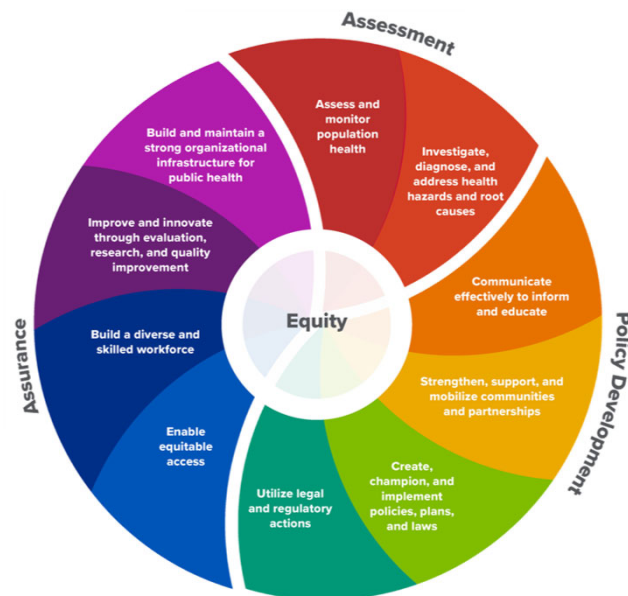 Assessment
Assess and
monitor
population
health
Investigate,
diagnose, and
address health
hazards and root
causes
Communicate
effectively to inform
and educate
Policy Development
Strengthen, support, and
mobilize communities
and partnerships
Create,
champion, and
implement
policies, plans,
and laws
Utilize legal
and regulatory
actions
Enable
equitable
access
Assurance
Build a diverse and
skilled workforce
Improve and innovate
through evaluation,
research, and quality
improvement
Build and maintain a
strong organizational
infrastructure for
public health
Equity